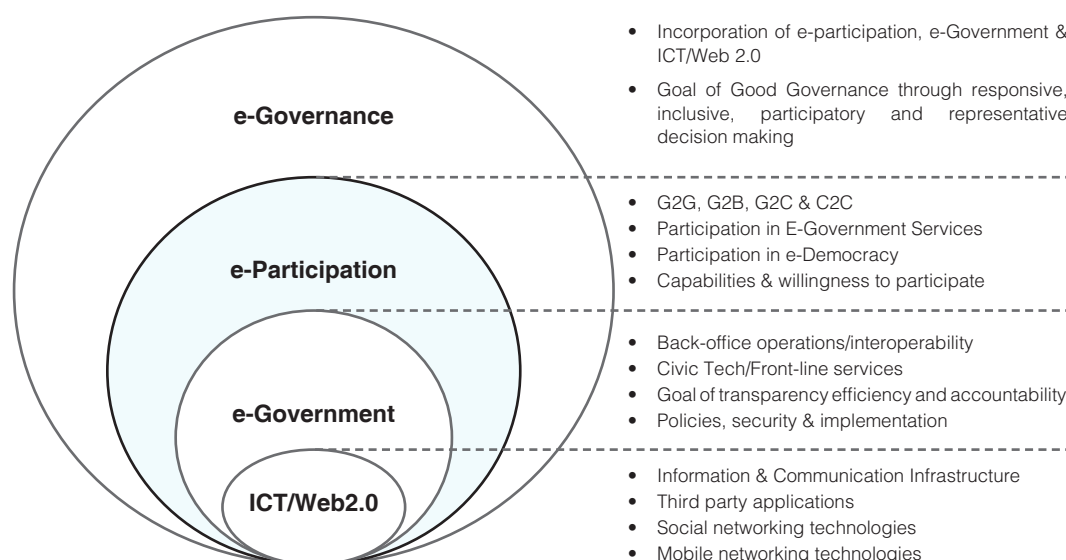 e-Governance
e-Participation
e-Government
ICT/Web2.0
• Incorporation of e-participation, e-Government &
ICT/Web 2.0
• Goal of Good Governance through responsive,
inclusive, participatory and representative
decision making
• G2G, G2B, G2C & C2C
• Participation in E-Government Services
• Participation in e-Democracy
• Capabilities & willingness to participate
• Back-office operations/interoperability
• Civic Tech/Front-line services
• Goal of transparency efficiency and accountability
• Policies, security & implementation
• Information & Communication Infrastructure
• Third party applications
• Social networking technologies
• Mobile networking technologies